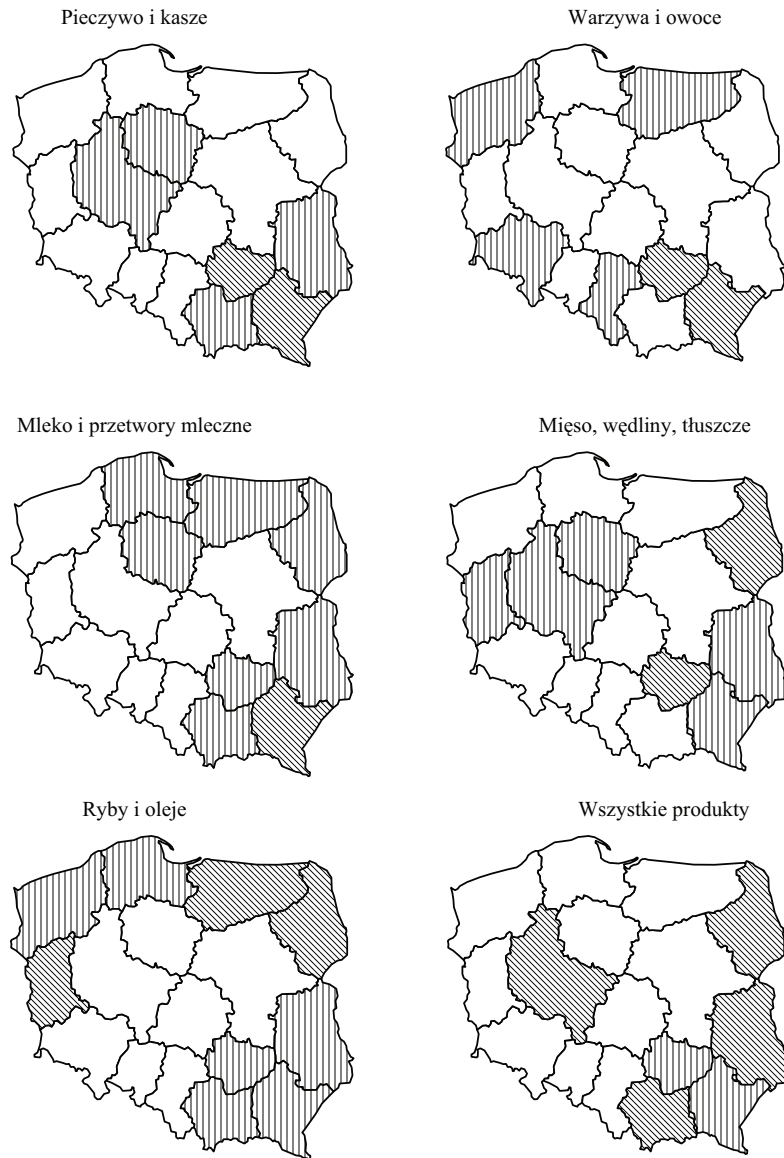 Pieczywo i kasze
Warzywa i owoce
Mleko i przetwory mleczne
Mięso, wędliny, tłuszcze
Ryby i oleje
Wszystkie produkty